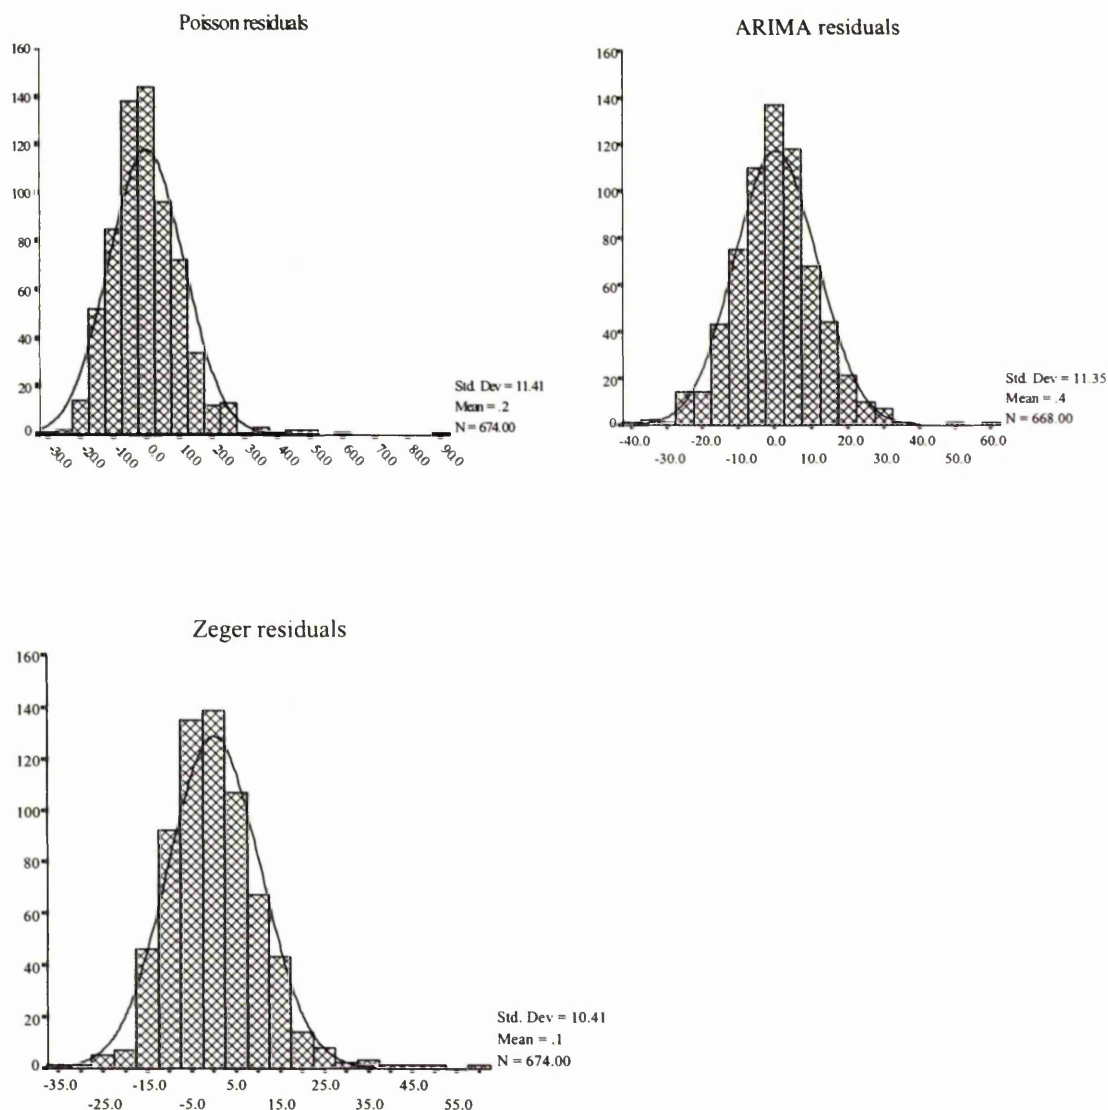 Poisson residuals
160
140
120
100
80
60
40
20
0
-30.0 -20.0 -10.0 0.0 10.0 20.0 30.0 40.0 50.0 60.0 70.0 80.0 90.0
Std. Dev = 11.41
Mean = .2
N = 674.00
ARIMA residuals
160
140
120
100
80
60
40
20
0
-40.0 -20.0 0.0 20.0 40.0 60.0
-30.0 -10.0 10.0 30.0 50.0
Std. Dev = 11.35
Mean = .4
N = 668.00
Zeger residuals
160
140
120
100
80
60
40
20
0
-35.0 -15.0 5.0 25.0 45.0
-25.0 -5.0 15.0 35.0 55.0
Std. Dev = 10.41
Mean = .1
N = 674.00